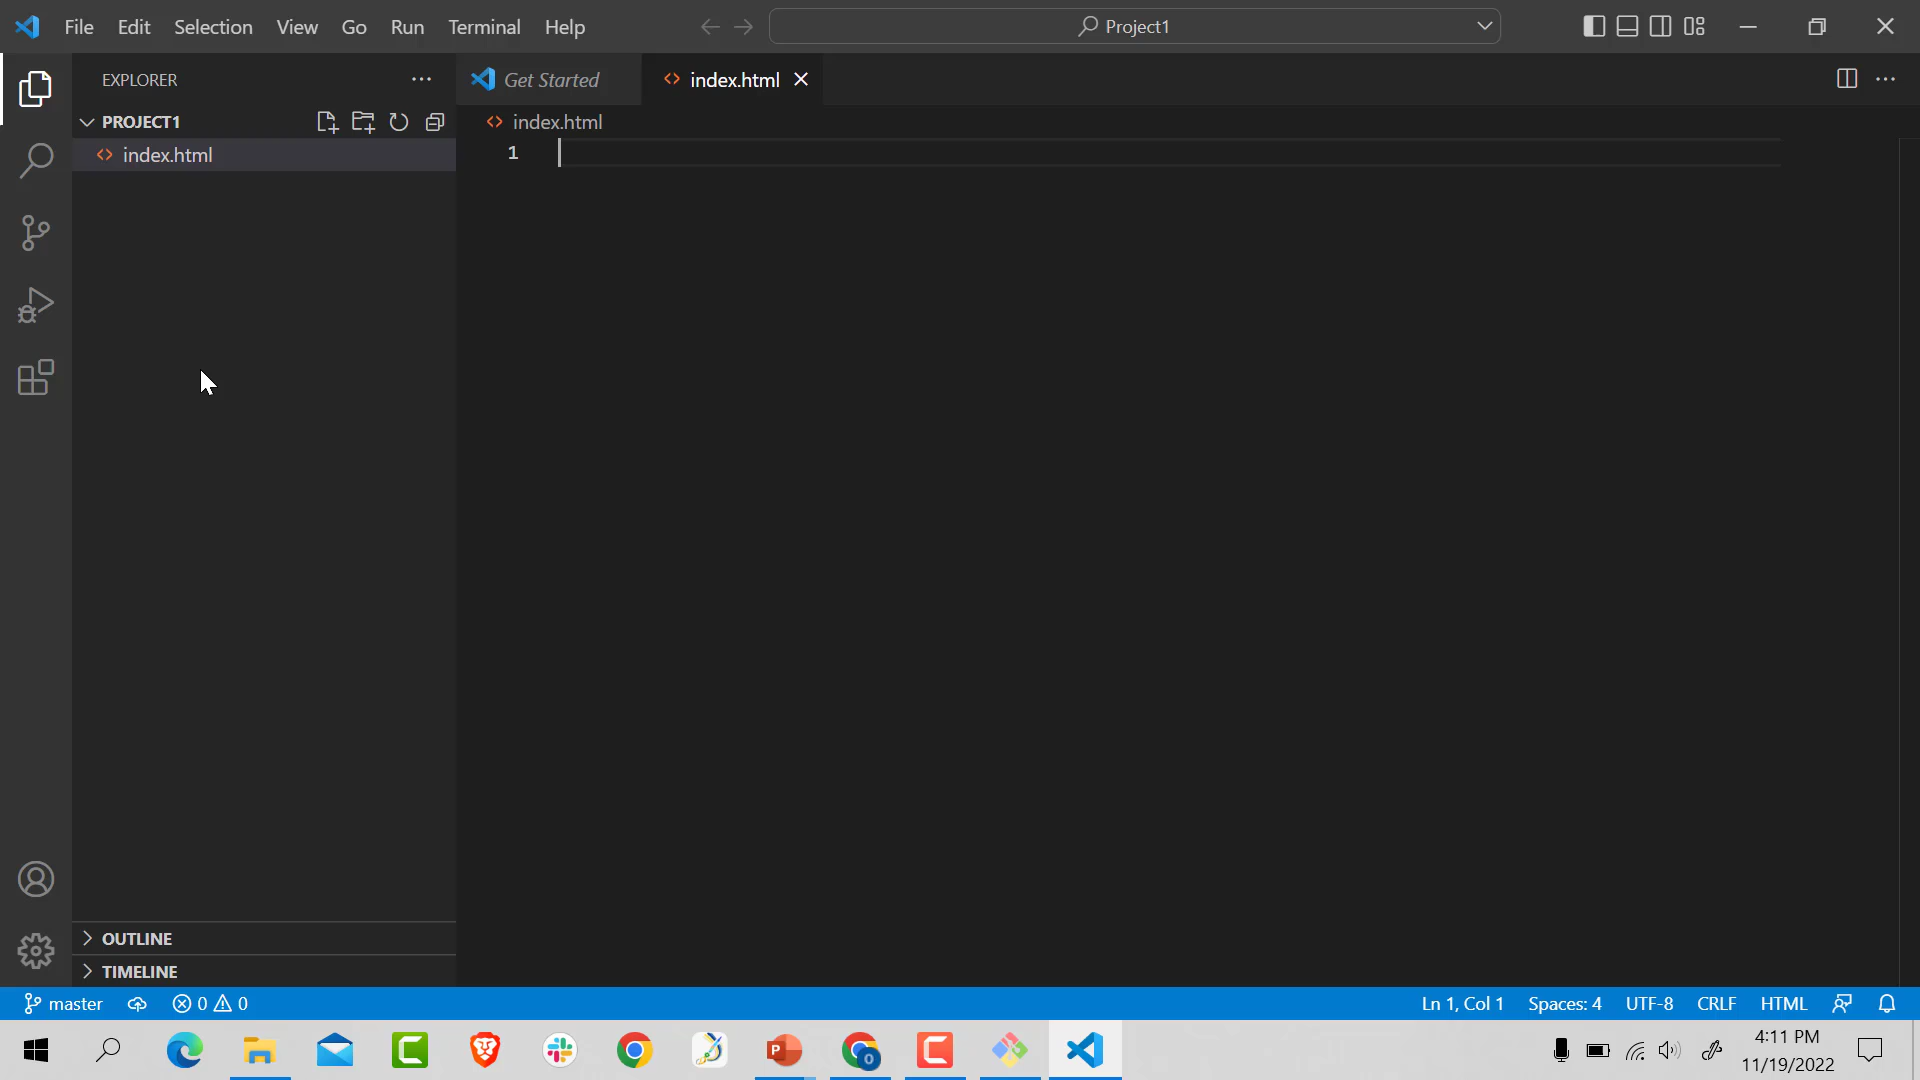 File Edit Selection View Go Run Terminal Help
Project1
EXPLORER
Get Started
index.html
PROJECT1
index.html
index.html
1
OUTLINE
TIMELINE
master
0 0
Ln 1, Col 1
Spaces: 4
UTF-8
CRLF
HTML
P
0
4:11 PM
11/19/2022